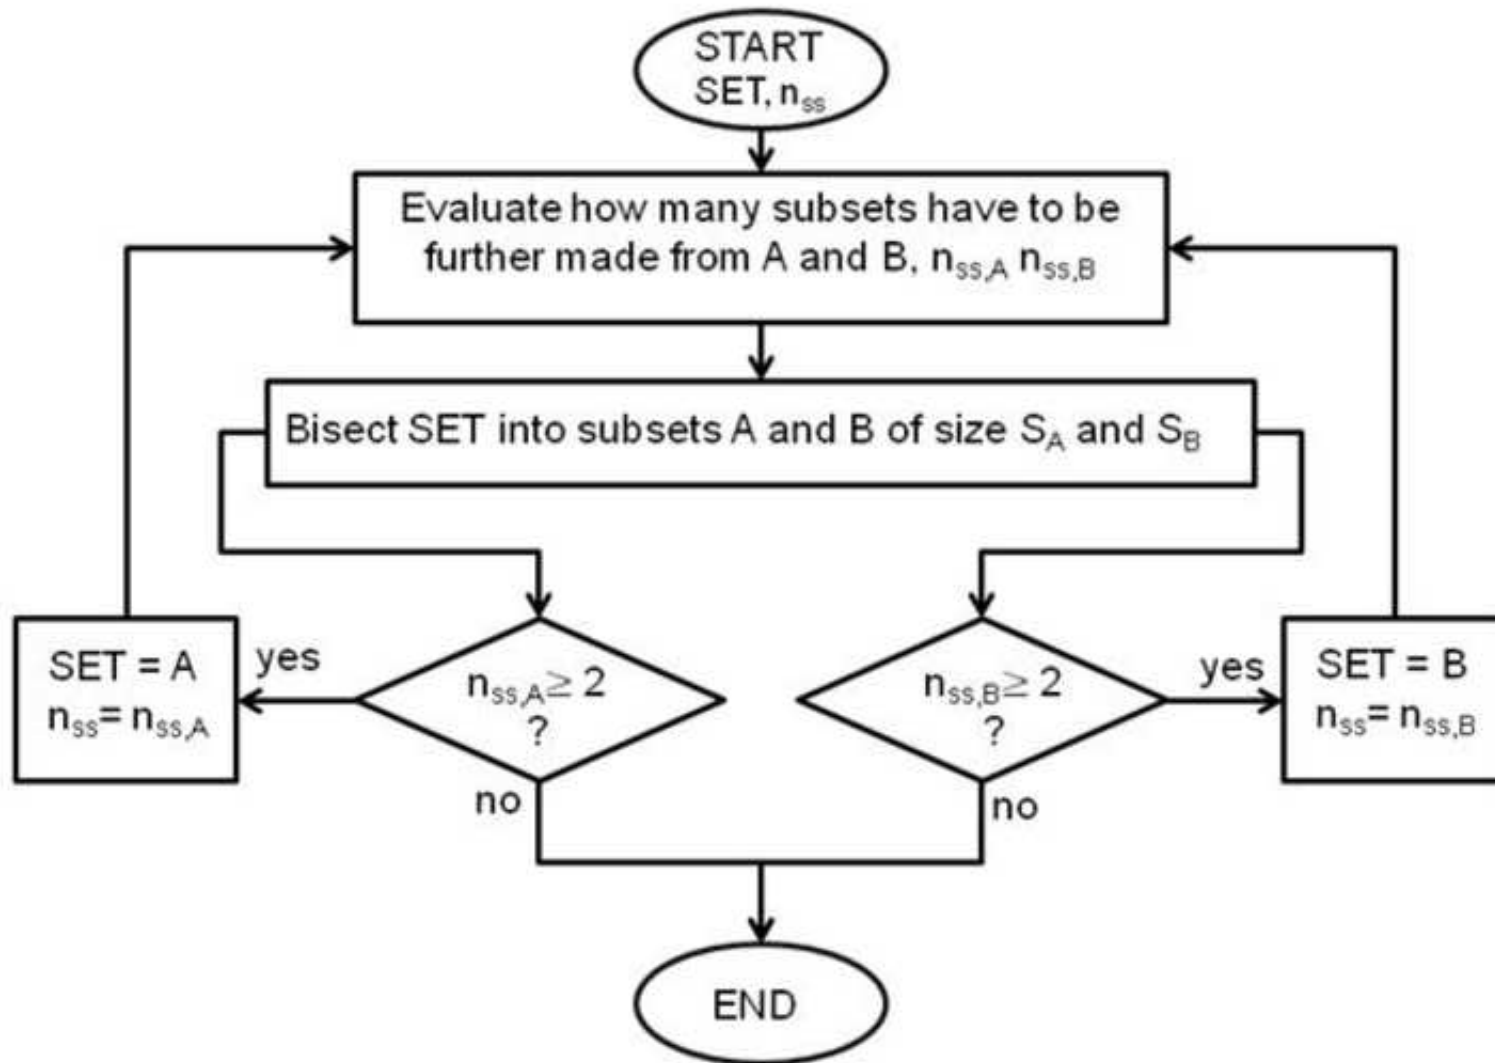 START
SET, nss
Evaluate how many subsets have to be
further made from A and B, nss,A nss,B
Bisect SET into subsets A and B of size SA and SB
SET = A
nss= nss,A
yes
nss,A≥ 2
?
no
nss,B≥ 2
?
no
yes
SET = B
nss= nss,B
END